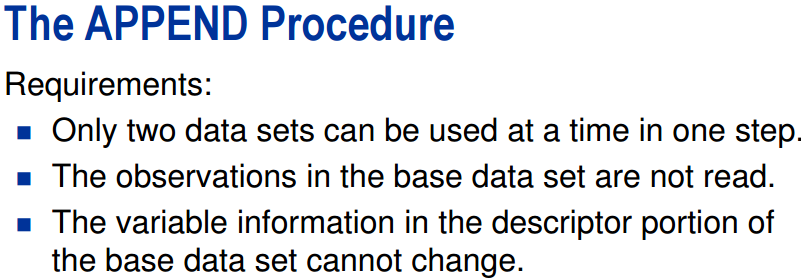 The APPEND Procedure
Requirements:
■ Only two data sets can be used at a time in one step.
■ The observations in the base data set are not read.
■ The variable information in the descriptor portion of
the base data set cannot change.